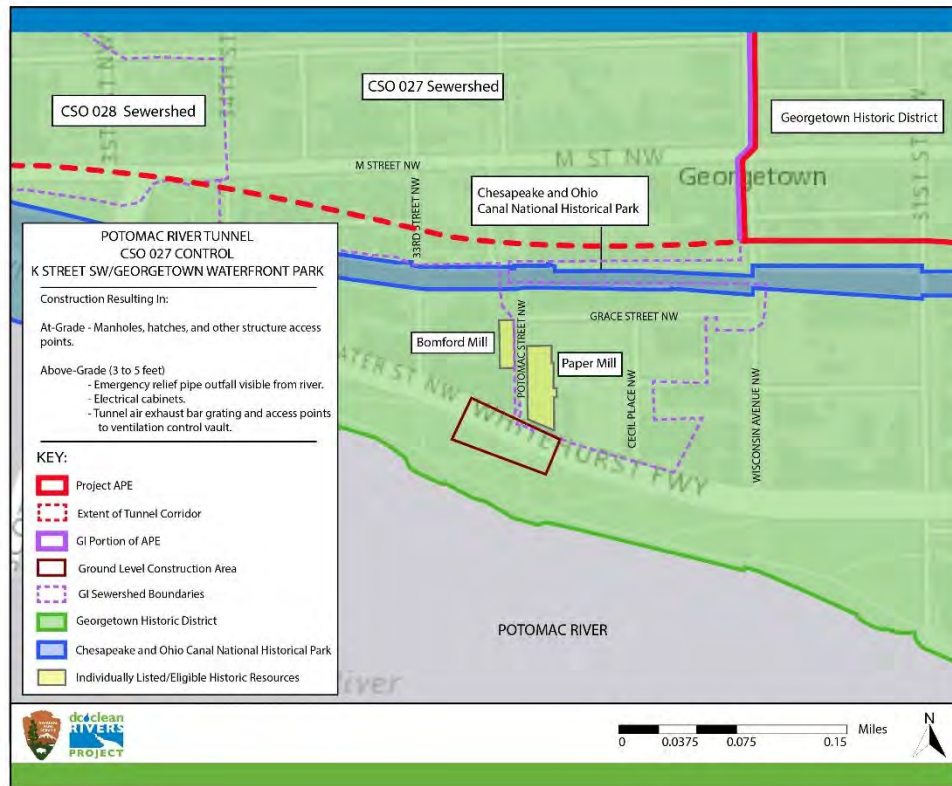 CSO 028 Sewershed
CSO 027 Sewershed
Georgetown Historic District
M STREET NW
M ST NW
Georgetown
31ST ST
33RD STREET NW
Chesapeake and Ohio
Canal National Historical Park
POTOMAC RIVER TUNNEL
CSO 027 CONTROL
K STREET SW/GEORGETOWN WATERFRONT PARK
Construction Resulting In:
At-Grade - Manholes, hatches, and other structure access
points.
Above-Grade (3 to 5 feet)
- Emergency relief pipe outfall visible from river.
- Electrical cabinets.
- Tunnel air exhaust bar grating and access points
to ventilation control vault.
KEY:
Project APE
Extent of Tunnel Corridor
GI Portion of APE
Ground Level Construction Area
GI Sewershed Boundaries
Georgetown Historic District
Chesapeake and Ohio Canal National Historical Park
Individually Listed/Eligible Historic Resources
GRACE STREET NW
Bomford Mill
POTOMAC STREET NW
Paper Mill
CECIL PLACE NW
WISCONSIN AVENUE NW
ATER ST NW
WHITEHURST FWY
POTOMAC RIVER
River
dc clean
RIVERS
PROJECT
0 0.0375 0.075 0.15 Miles
N